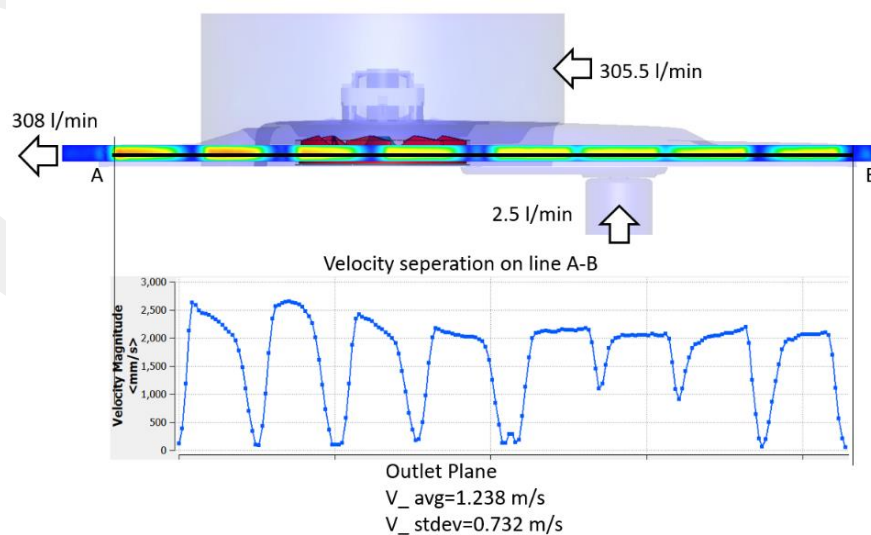 305.5 l/min
308 l/min
A
B
2.5 l/min
Velocity seperation on line A-B
Velocity Magnitude
<mm/s>
3,000
2,500
2,000
1,500
1,000
500
0
Outlet Plane
V_ avg=1.238 m/s
V_ stdev=0.732 m/s